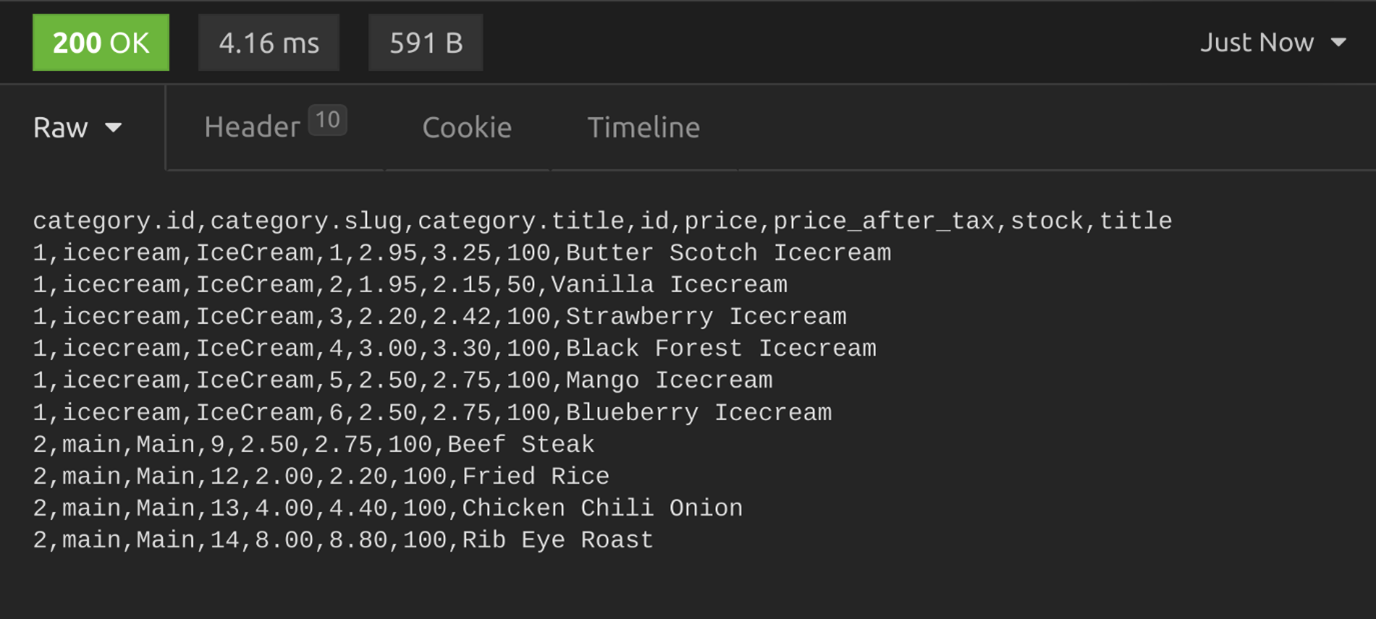 200 OK 4.16 ms 591 B Just Now
Raw Header 10 Cookie Timeline
category.id,category.slug,category.title,id,price,price_after_tax,stock,title
1,icecream,IceCream,1,2.95,3.25,100,Butter Scotch Icecream
1,icecream,IceCream,2,1.95,2.15,50,Vanilla Icecream
1,icecream,IceCream,3,2.20,2.42,100,Strawberry Icecream
1,icecream,IceCream,4,3.00,3.30,100,Black Forest Icecream
1,icecream,IceCream,5,2.50,2.75,100,Mango Icecream
1,icecream,IceCream,6,2.50,2.75,100,Blueberry Icecream
2,main,Main,9,2.50,2.75,100,Beef Steak
2,main,Main,12,2.00,2.20,100,Fried Rice
2,main,Main,13,4.00,4.40,100,Chicken Chili Onion
2,main,Main,14,8.00,8.80,100,Rib Eye Roast